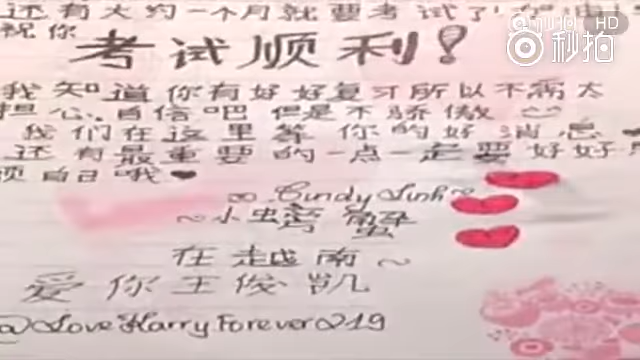 还有大约一个月就要考试了!
祝你
考试顺利!
我知道你有好好复习所以不需太
担心.自信吧 但是不骄傲
我们在这里等你的好消息
还有最重要的一点一定要好好
顾自己哦
Cindy Linh
~小虫 蟹~
在越南~
爱你王俊凯
@LoveHarryForever219
秒拍 HD
秒拍